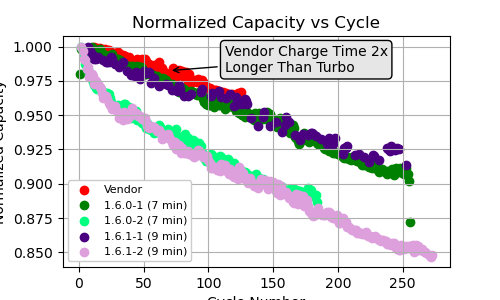 Normalized Capacity vs Cycle
Vendor Charge Time 2x
Longer Than Turbo
1.000
0.975
0.950
0.925
0.900
0.875
0.850
Normalized Capacity
Vendor
1.6.0-1 (7 min)
1.6.0-2 (7 min)
1.6.1-1 (9 min)
1.6.1-2 (9 min)
0
50
100
150
200
250
Cycle Number